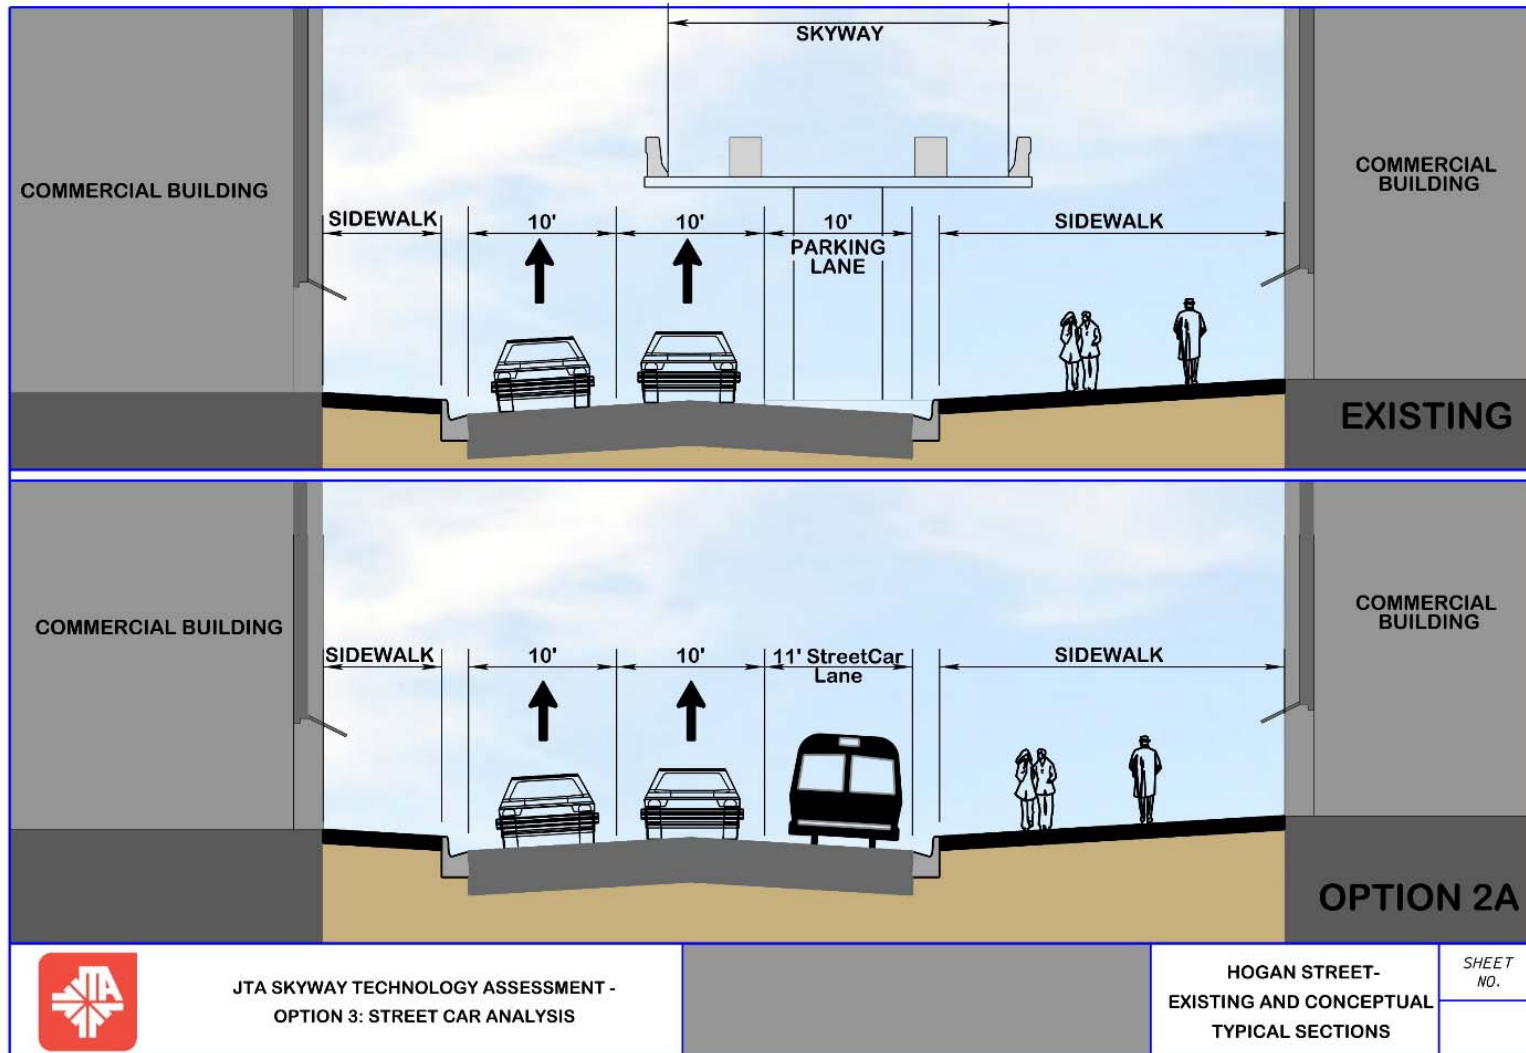 SKYWAY
COMMERCIAL BUILDING
COMMERCIAL
BUILDING
SIDEWALK
10'
10'
10'
PARKING
LANE
SIDEWALK
EXISTING
COMMERCIAL BUILDING
COMMERCIAL
BUILDING
SIDEWALK
10'
10'
11' StreetCar
Lane
SIDEWALK
OPTION 2A
JTA
JTA SKYWAY TECHNOLOGY ASSESSMENT -
OPTION 3: STREET CAR ANALYSIS
HOGAN STREET-
EXISTING AND CONCEPTUAL
TYPICAL SECTIONS
SHEET
NO.